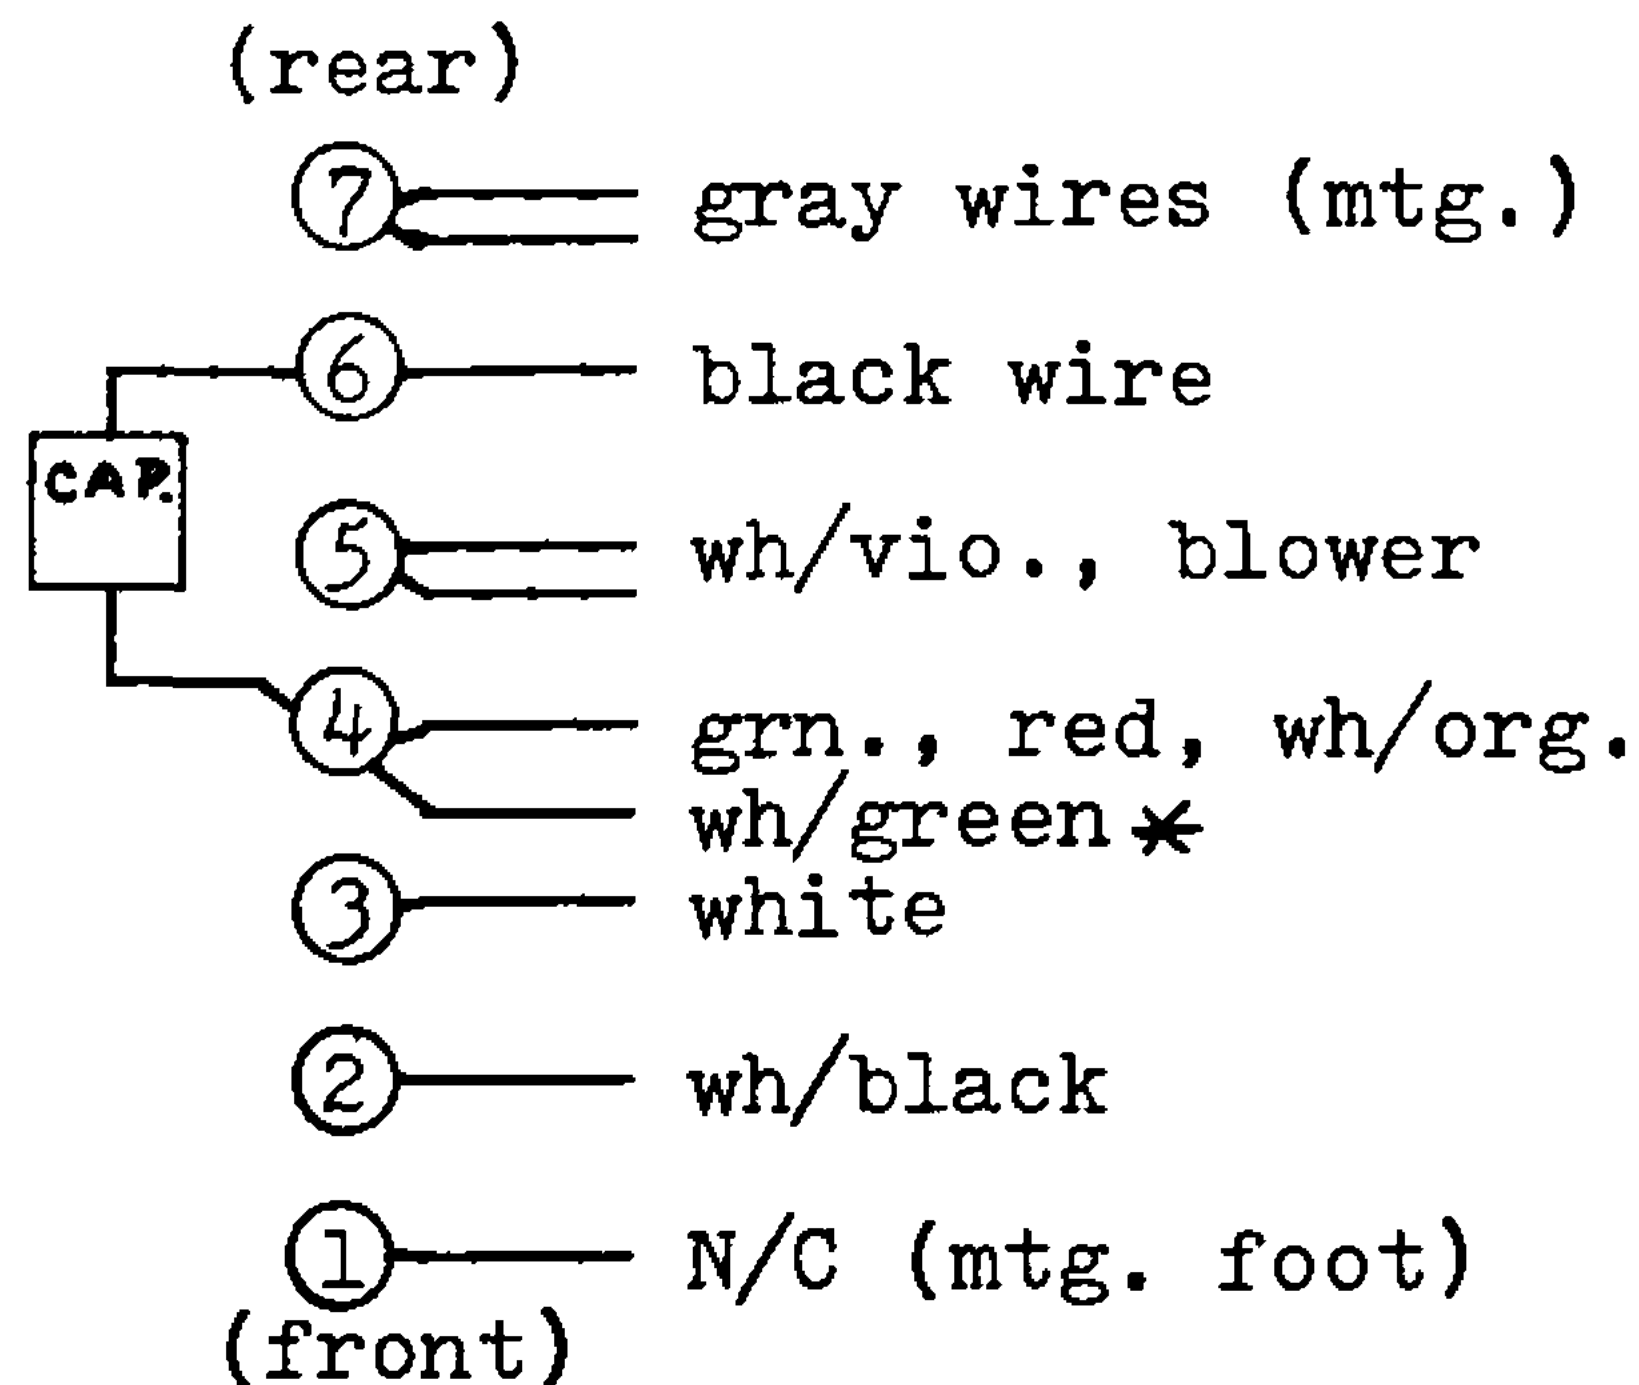 (rear)
7 gray wires (mtg.)
6 black wire
CAP.
5 wh/vio., blower
4 grn., red, wh/org.
wh/green*
3 white
2 wh/black
1 N/C (mtg. foot)
(front)